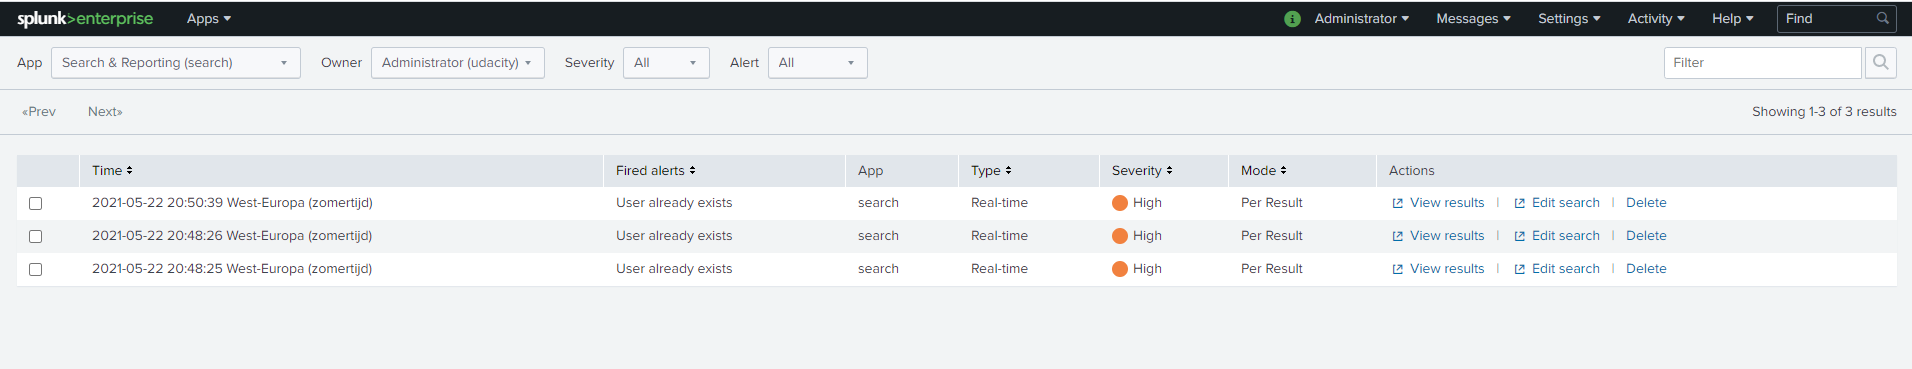 splunk>enterprise Apps Administrator Messages Settings Activity Help Find
App Search & Reporting (search) Owner Administrator (udacity) Severity All Alert All Filter
«Prev Next» Showing 1-3 of 3 results
Time Fired alerts App Type Severity Mode Actions
2021-05-22 20:50:39 West-Europa (zomertijd) User already exists search Real-time High Per Result View results | Edit search | Delete
2021-05-22 20:48:26 West-Europa (zomertijd) User already exists search Real-time High Per Result View results | Edit search | Delete
2021-05-22 20:48:25 West-Europa (zomertijd) User already exists search Real-time High Per Result View results | Edit search | Delete